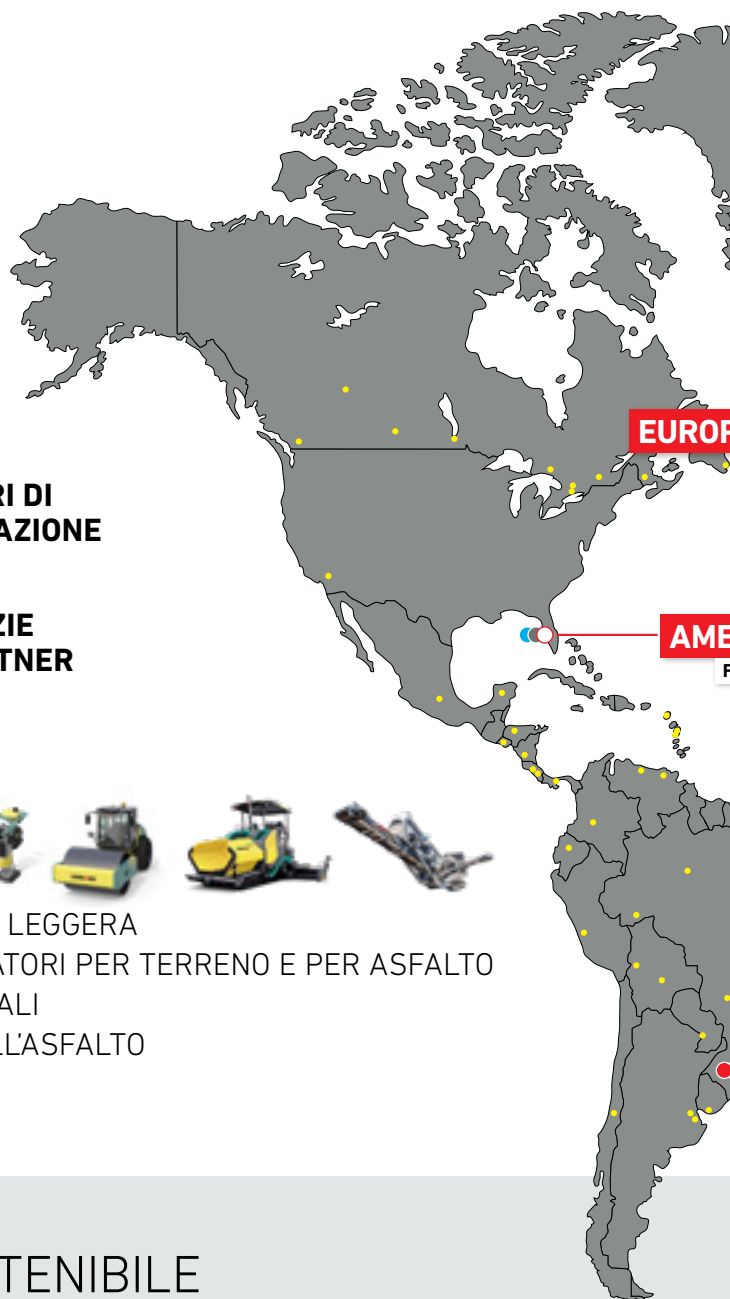 EUROP
RI DI
AZIONE
ZIE
TNER
AME
F
LEGGERA
ATORI PER TERRENO E PER ASFALTO
ALI
LL'ASFALTO
TENIBILE